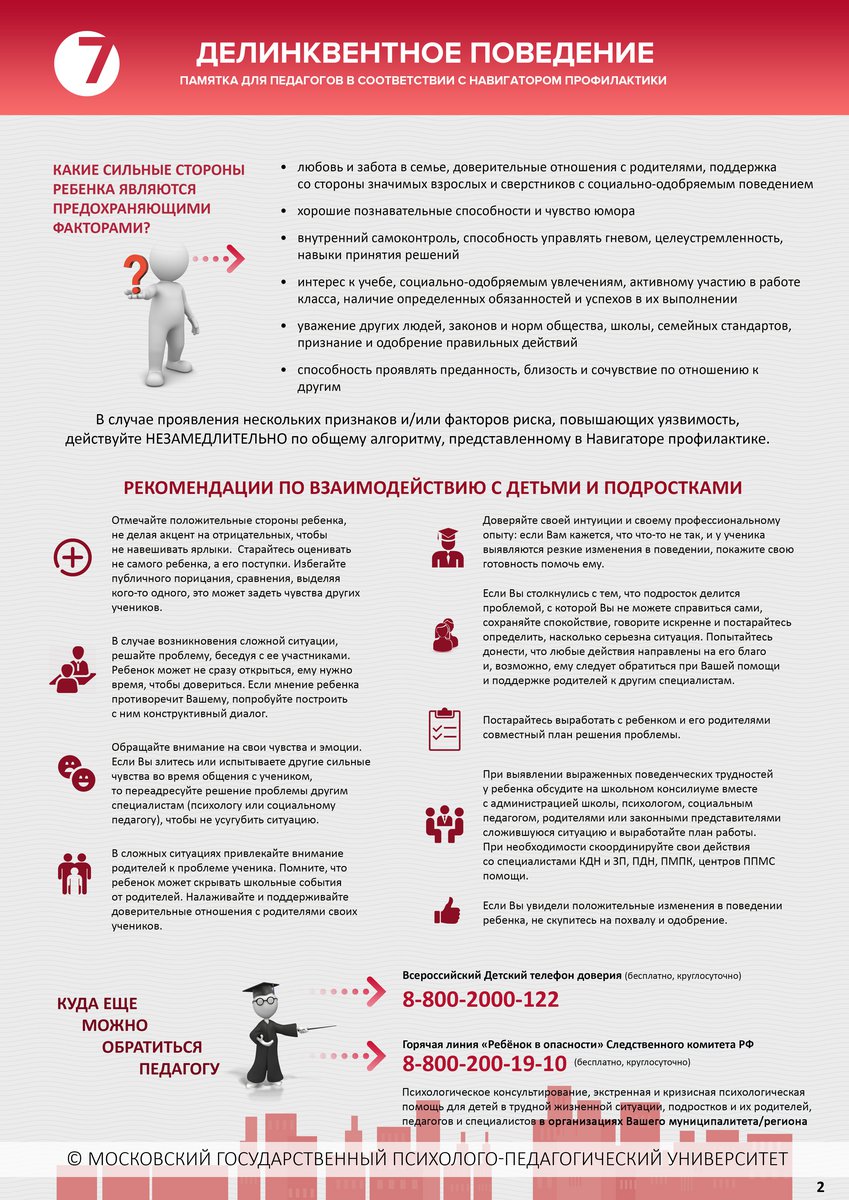 7
ДЕЛИНКВЕНТНОЕ ПОВЕДЕНИЕ
ПАМЯТКА ДЛЯ ПЕДАГОГОВ В СООТВЕТСТВИИ С НАВИГАТОРОМ ПРОФИЛАКТИКИ
КАКИЕ СИЛЬНЫЕ СТОРОНЫ
РЕБЕНКА ЯВЛЯЮТСЯ
ПРЕДОХРАНЯЮЩИМИ
ФАКТОРАМИ?
?
• любовь и забота в семье, доверительные отношения с родителями, поддержка
со стороны значимых взрослых и сверстников с социально-одобряемым поведением
• хорошие познавательные способности и чувство юмора
• внутренний самоконтроль, способность управлять гневом, целеустремленность,
навыки принятия решений
• интерес к учебе, социально-одобряемым увлечениям, активному участию в работе
класса, наличие определенных обязанностей и успехов в их выполнении
• уважение других людей, законов и норм общества, школы, семейных стандартов,
признание и одобрение правильных действий
• способность проявлять преданность, близость и сочувствие по отношению к
другим
В случае проявления нескольких признаков и/или факторов риска, повышающих уязвимость,
действуйте НЕЗАМЕДЛИТЕЛЬНО по общему алгоритму, представленному в Навигаторе профилактике.
РЕКОМЕНДАЦИИ ПО ВЗАИМОДЕЙСТВИЮ С ДЕТЬМИ И ПОДРОСТКАМИ
Отмечайте положительные стороны ребенка,
не делая акцент на отрицательных, чтобы
не навешивать ярлыки. Старайтесь оценивать
не самого ребенка, а его поступки. Избегайте
публичного порицания, сравнения, выделяя
кого-то одного, это может задеть чувства других
учеников.
В случае возникновения сложной ситуации,
решайте проблему, беседуя с ее участниками.
Ребенок может не сразу открыться, ему нужно
время, чтобы довериться. Если мнение ребенка
противоречит Вашему, попробуйте построить
с ним конструктивный диалог.
Обращайте внимание на свои чувства и эмоции.
Если Вы злитесь или испытываете другие сильные
чувства во время общения с учеником,
то переадресуйте решение проблемы другим
специалистам (психологу или социальному
педагогу), чтобы не усугубить ситуацию.
В сложных ситуациях привлекайте внимание
родителей к проблеме ученика. Помните, что
ребенок может скрывать школьные события
от родителей. Налаживайте и поддерживайте
доверительные отношения с родителями своих
учеников.
Доверяйте своей интуиции и своему профессиональному
опыту: если Вам кажется, что что-то не так, и у ученика
выявляются резкие изменения в поведении, покажите свою
готовность помочь ему.
Если Вы столкнулись с тем, что подросток делится
проблемой, с которой Вы не можете справиться сами,
сохраняйте спокойствие, говорите искренне и постарайтесь
определить, насколько серьезна ситуация. Попытайтесь
донести, что любые действия направлены на его благо
и, возможно, ему следует обратиться при Вашей помощи
и поддержке родителей к другим специалистам.
Постарайтесь выработать с ребенком и его родителями
совместный план решения проблемы.
При выявлении выраженных поведенческих трудностей
у ребенка обсудите на школьном консилиуме вместе
с администрацией школы, психологом, социальным
педагогом, родителями или законными представителями
сложившуюся ситуацию и выработайте план работы.
При необходимости скоординируйте свои действия
со специалистами КДН и ЗП, ПДН, ПМПК, центров ППМС
помощи.
Если Вы увидели положительные изменения в поведении
ребенка, не скупитесь на похвалу и одобрение.
КУДА ЕЩЕ
МОЖНО
ОБРАТИТЬСЯ
ПЕДАГОГУ
Всероссийский Детский телефон доверия (бесплатно, круглосуточно)
8-800-2000-122
Горячая линия «Ребёнок в опасности» Следственного комитета РФ
8-800-200-19-10 (бесплатно, круглосуточно)
Психологическое консультирование, экстренная и кризисная психологическая
помощь для детей в трудной жизненной ситуации, подростков и их родителей,
педагогов и специалистов в организациях Вашего муниципалитета/региона
© МОСКОВСКИЙ ГОСУДАРСТВЕННЫЙ ПСИХОЛОГО-ПЕДАГОГИЧЕСКИЙ УНИВЕРСИТЕТ
2